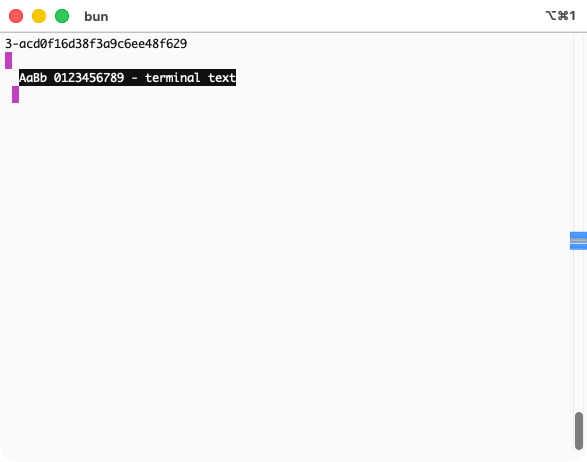 bun
⌥⌘1
3-acd0f16d38f3a9c6ee48f629
AaBb 0123456789 - terminal text